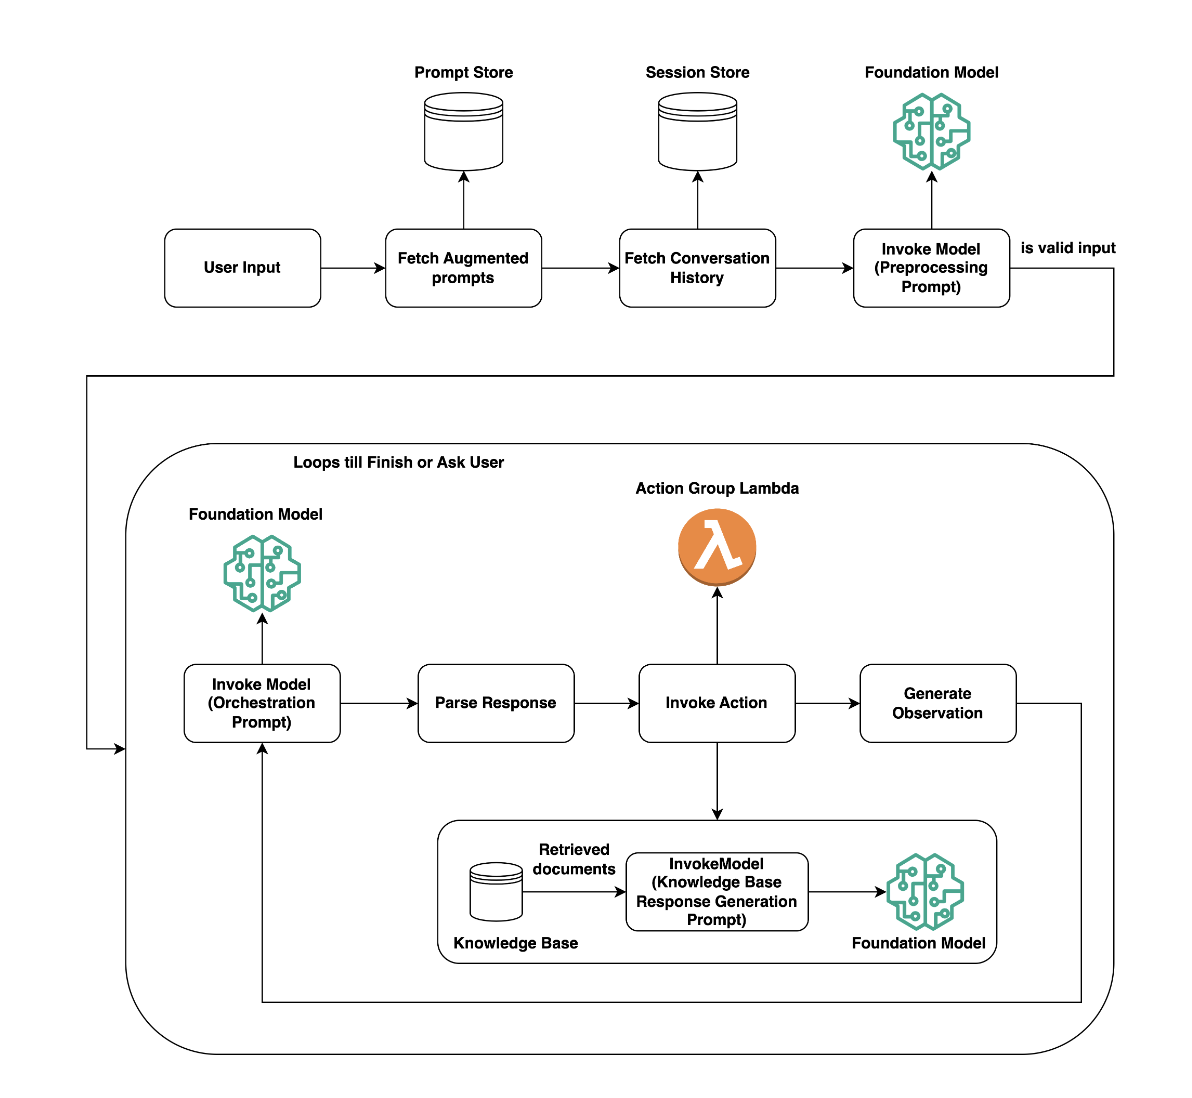 Prompt Store
Session Store
Foundation Model
User Input
Fetch Augmented
prompts
Fetch Conversation
History
Invoke Model
(Preprocessing
Prompt)
is valid input
Loops till Finish or Ask User
Foundation Model
Action Group Lambda
Invoke Model
(Orchestration
Prompt)
Parse Response
Invoke Action
Generate
Observation
Retrieved
documents
Knowledge Base
InvokeModel
(Knowledge Base
Response Generation
Prompt)
Foundation Model